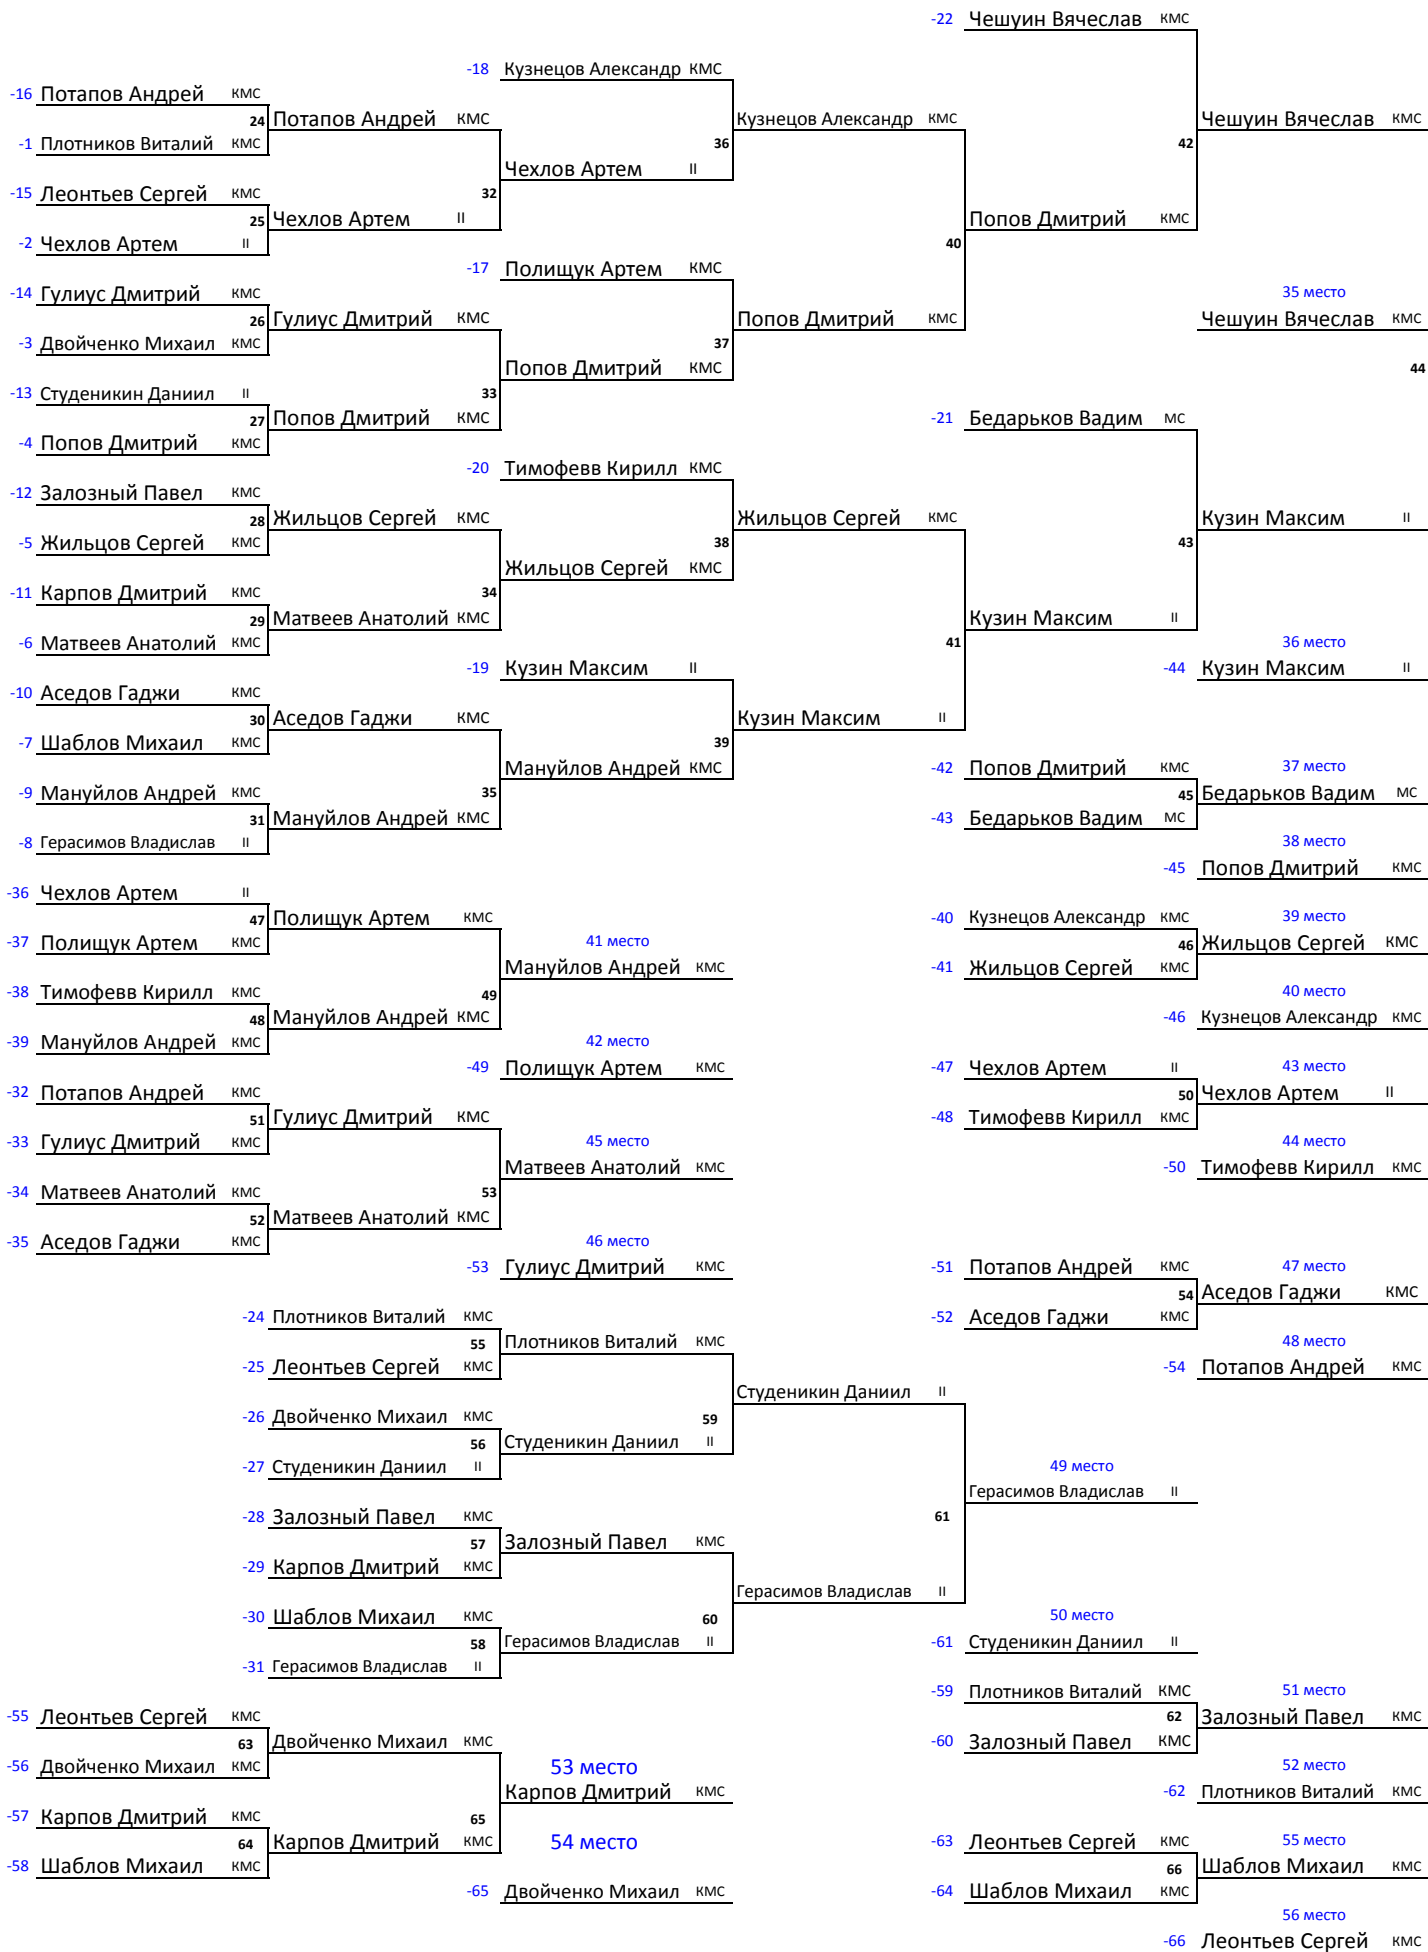 -22 Чешуин Вячеслав КМС
-18 Кузнецов Александр КМС
-16 Потапов Андрей КМС
24 Потапов Андрей КМС
Кузнецов Александр КМС
Чешуин Вячеслав КМС
-1 Плотников Виталий КМС
36
42
Чехлов Артем II
-15 Леонтьев Сергей КМС
32
25 Чехлов Артем II
Попов Дмитрий КМС
-2 Чехлов Артем II
40
-17 Полищук Артем КМС
-14 Гулиус Дмитрий КМС
35 место
26 Гулиус Дмитрий КМС
Попов Дмитрий КМС
Чешуин Вячеслав КМС
-3 Двойченко Михаил КМС
37
Попов Дмитрий КМС
44
-13 Студеникин Даниил II
33
27 Попов Дмитрий КМС
-21 Бедарьков Вадим МС
-4 Попов Дмитрий КМС
-20 Тимофевв Кирилл КМС
-12 Залозный Павел КМС
28 Жильцов Сергей КМС
Жильцов Сергей КМС
Кузин Максим II
-5 Жильцов Сергей КМС
38
43
Жильцов Сергей КМС
-11 Карпов Дмитрий КМС
34
29 Матвеев Анатолий КМС
Кузин Максим II
-6 Матвеев Анатолий КМС
41
36 место
-19 Кузин Максим II
-44 Кузин Максим II
-10 Аседов Гаджи КМС
30 Аседов Гаджи КМС
Кузин Максим II
-7 Шаблов Михаил КМС
39
Мануйлов Андрей КМС
-42 Попов Дмитрий КМС
37 место
-9 Мануйлов Андрей КМС
35
45 Бедарьков Вадим МС
31 Мануйлов Андрей КМС
-43 Бедарьков Вадим МС
-8 Герасимов Владислав II
38 место
-45 Попов Дмитрий КМС
-36 Чехлов Артем II
47 Полищук Артем КМС
-40 Кузнецов Александр КМС
39 место
-37 Полищук Артем КМС
41 место
46 Жильцов Сергей КМС
Мануйлов Андрей КМС
-41 Жильцов Сергей КМС
-38 Тимофевв Кирилл КМС
49
40 место
48 Мануйлов Андрей КМС
-46 Кузнецов Александр КМС
-39 Мануйлов Андрей КМС
42 место
-49 Полищук Артем КМС
-47 Чехлов Артем II
43 место
-32 Потапов Андрей КМС
50 Чехлов Артем II
51 Гулиус Дмитрий КМС
-48 Тимофевв Кирилл КМС
-33 Гулиус Дмитрий КМС
45 место
44 место
Матвеев Анатолий КМС
-50 Тимофевв Кирилл КМС
-34 Матвеев Анатолий КМС
53
52 Матвеев Анатолий КМС
-35 Аседов Гаджи КМС
46 место
-53 Гулиус Дмитрий КМС
-51 Потапов Андрей КМС
47 место
54 Аседов Гаджи КМС
-24 Плотников Виталий КМС
-52 Аседов Гаджи КМС
55 Плотников Виталий КМС
48 место
-25 Леонтьев Сергей КМС
-54 Потапов Андрей КМС
Студеникин Даниил II
-26 Двойченко Михаил КМС
59
56 Студеникин Даниил II
-27 Студеникин Даниил II
49 место
Герасимов Владислав II
-28 Залозный Павел КМС
61
57 Залозный Павел КМС
-29 Карпов Дмитрий КМС
Герасимов Владислав II
-30 Шаблов Михаил КМС
60
50 место
58 Герасимов Владислав II
-61 Студеникин Даниил II
-31 Герасимов Владислав II
-59 Плотников Виталий КМС
51 место
-55 Леонтьев Сергей КМС
62 Залозный Павел КМС
63 Двойченко Михаил КМС
-60 Залозный Павел КМС
-56 Двойченко Михаил КМС
53 место
52 место
Карпов Дмитрий КМС
-62 Плотников Виталий КМС
-57 Карпов Дмитрий КМС
65
64 Карпов Дмитрий КМС
54 место
-63 Леонтьев Сергей КМС
55 место
-58 Шаблов Михаил КМС
66 Шаблов Михаил КМС
-65 Двойченко Михаил КМС
-64 Шаблов Михаил КМС
56 место
-66 Леонтьев Сергей КМС